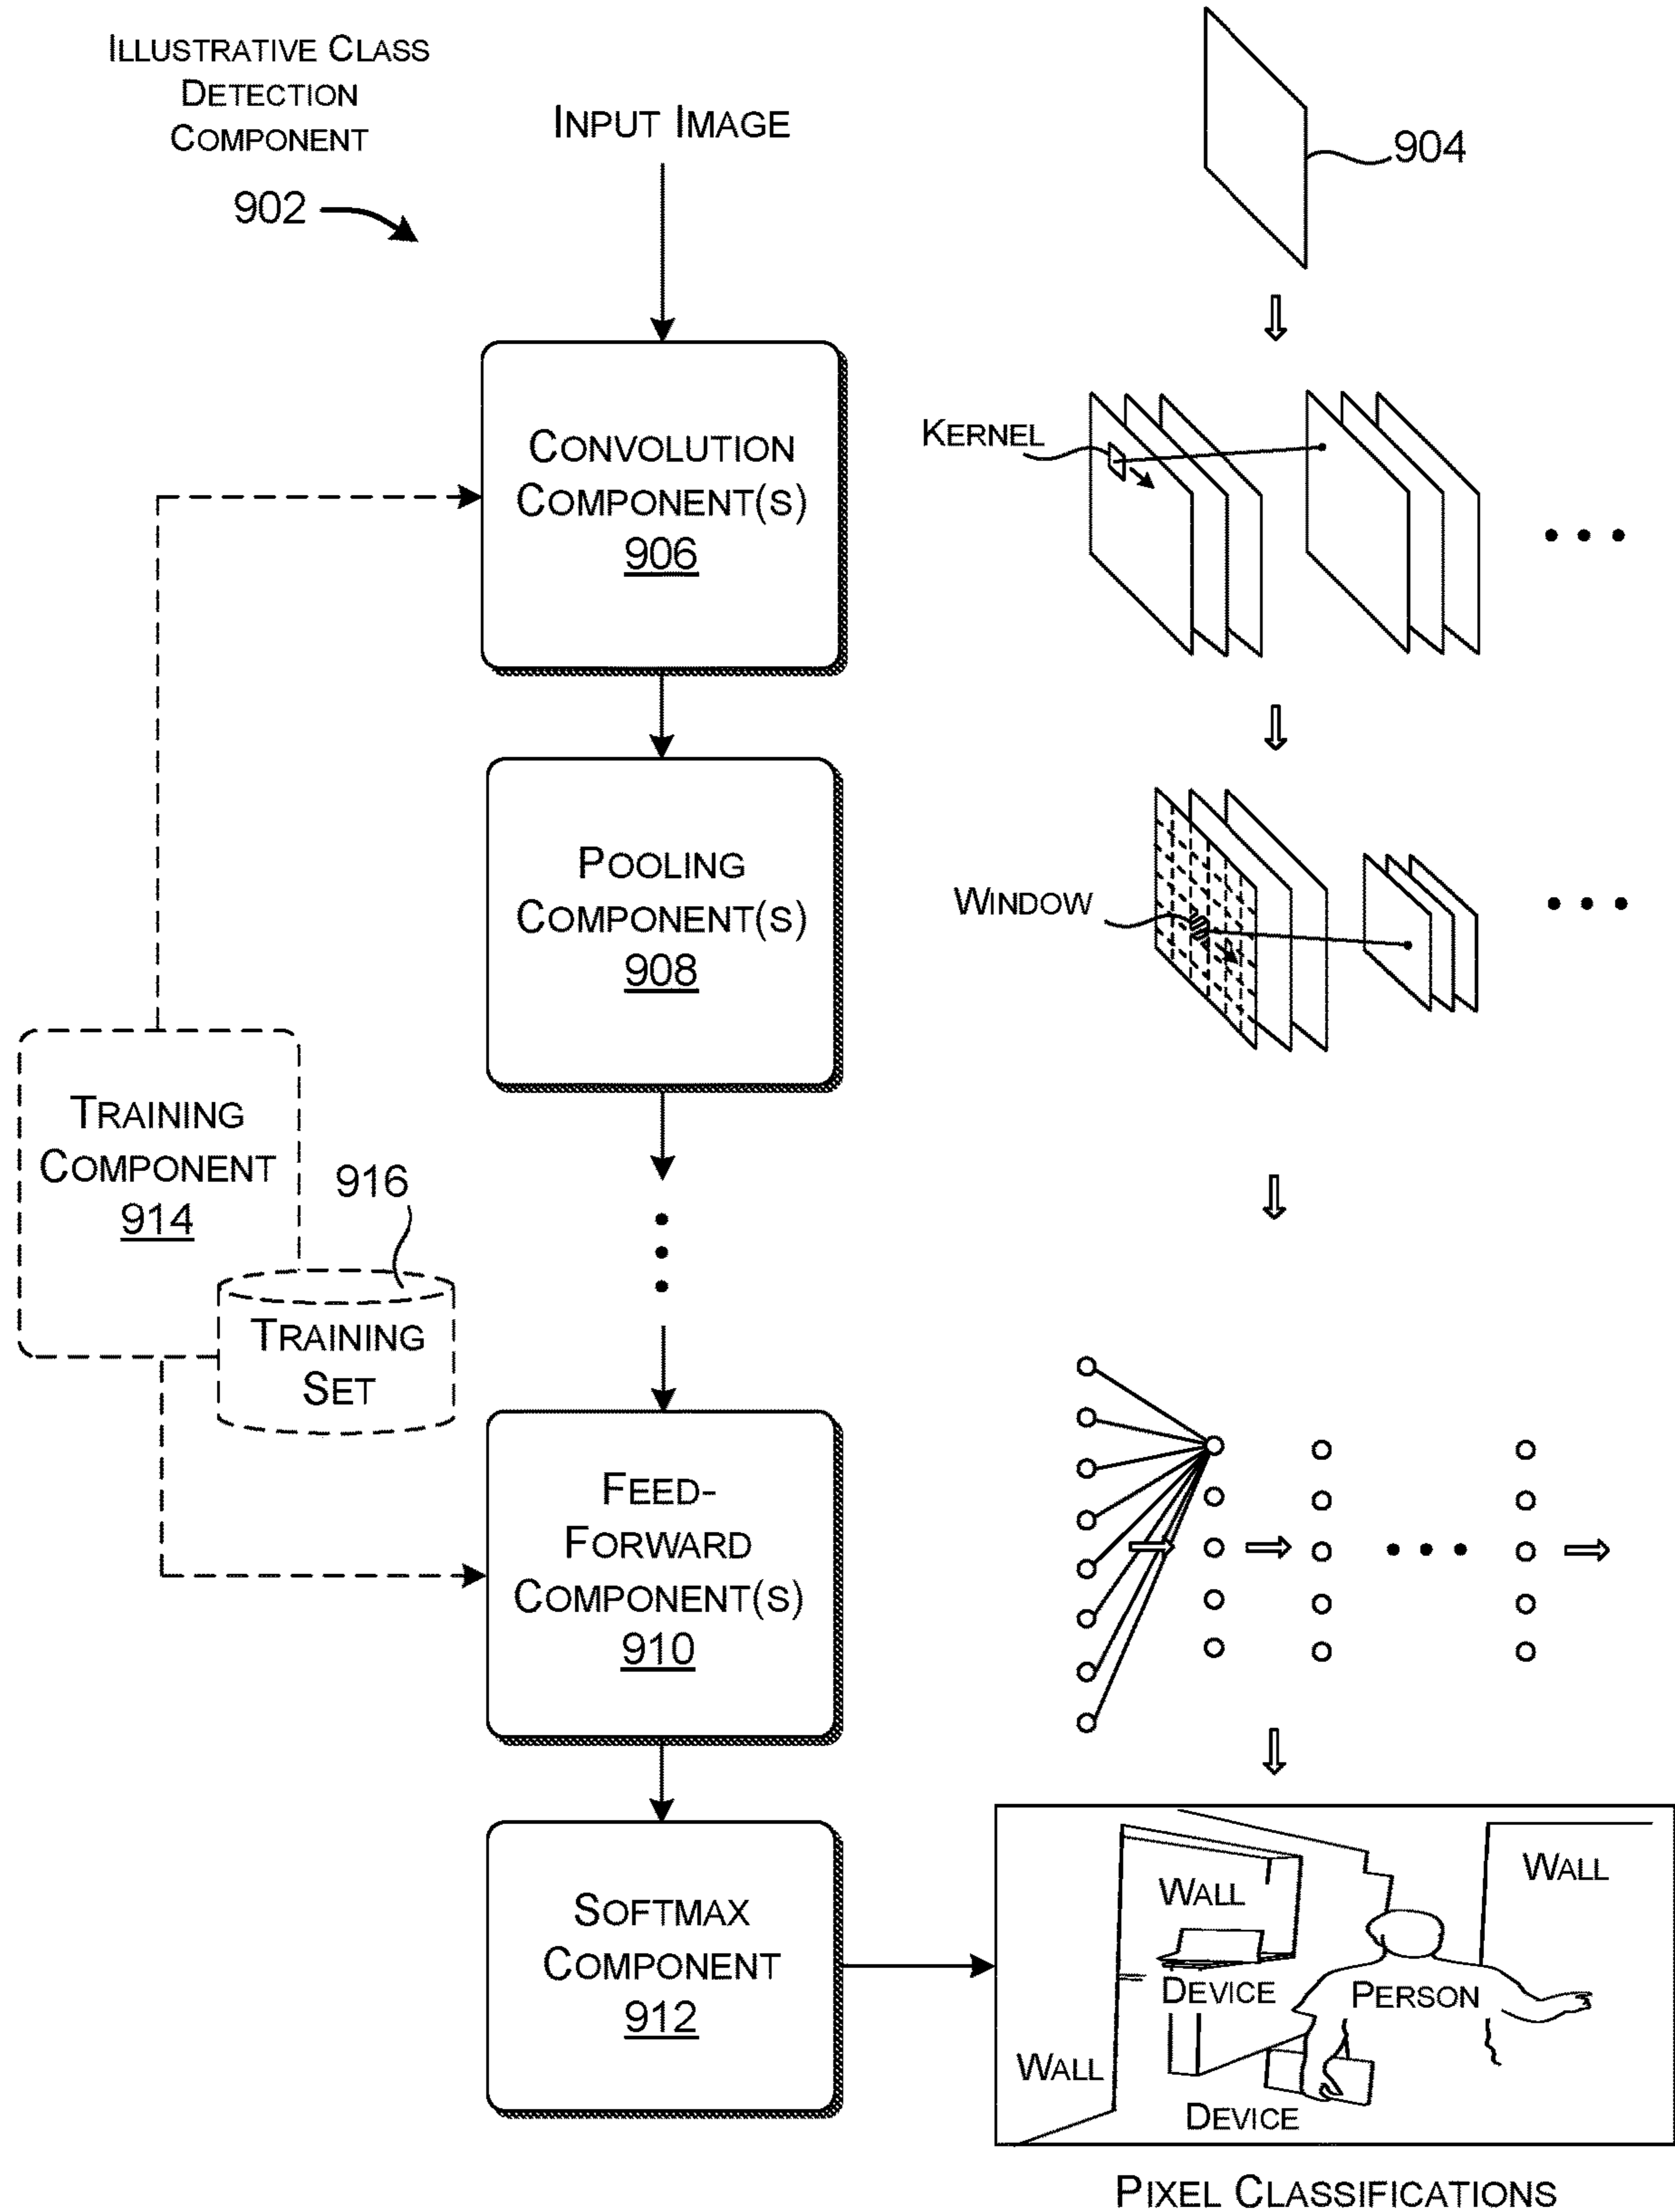 ILLUSTRATIVE CLASS
DETECTION
COMPONENT
902
INPUT IMAGE
904
CONVOLUTION
COMPONENT(S)
906
KERNEL
POOLING
COMPONENT(S)
908
WINDOW
TRAINING
COMPONENT
914
916
TRAINING
SET
FEED-
FORWARD
COMPONENT(S)
910
SOFTMAX
COMPONENT
912
WALL
WALL
DEVICE
PERSON
WALL
DEVICE
PIXEL CLASSIFICATIONS